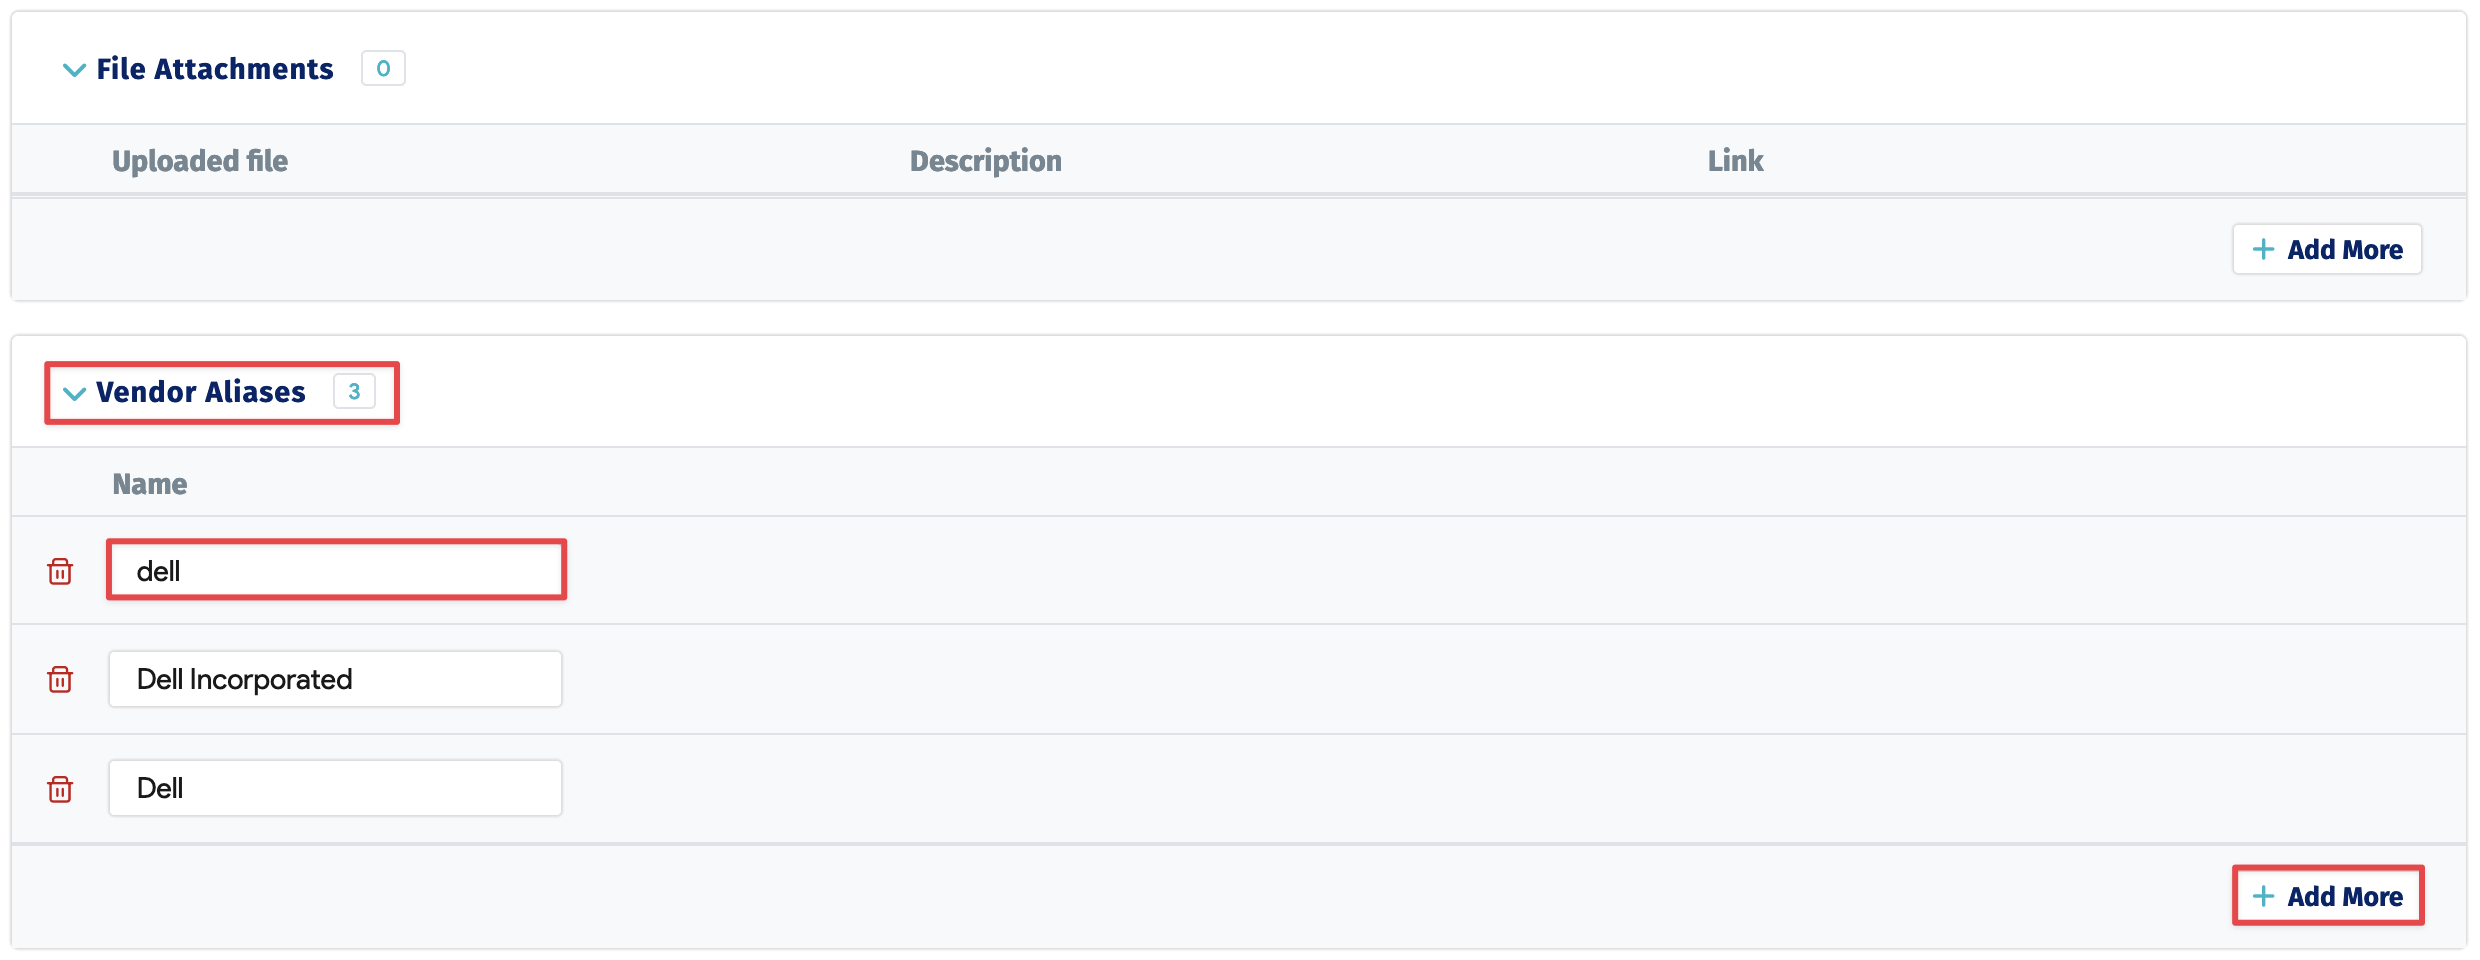 File Attachments 0
Uploaded file Description Link
+ Add More
Vendor Aliases 3
Name
dell
Dell Incorporated
Dell
+ Add More